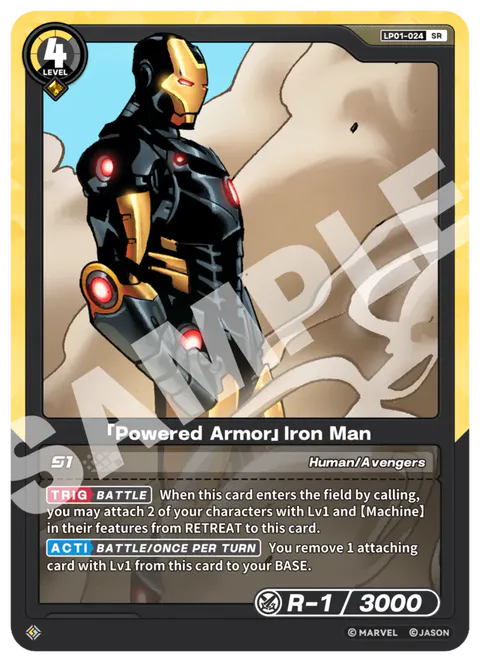 4
LEVEL
LP01-024 SR
SAMPLE
「Powered Armor」Iron Man
S1
Human/Avengers
TRIG BATTLE When this card enters the field by calling,
you may attach 2 of your characters with Lv1 and 【Machine】
in their features from RETREAT to this card.
ACTI BATTLE/ONCE PER TURN You remove 1 attaching
card with Lv1 from this card to your BASE.
R-1 / 3000
©MARVEL ©JASON